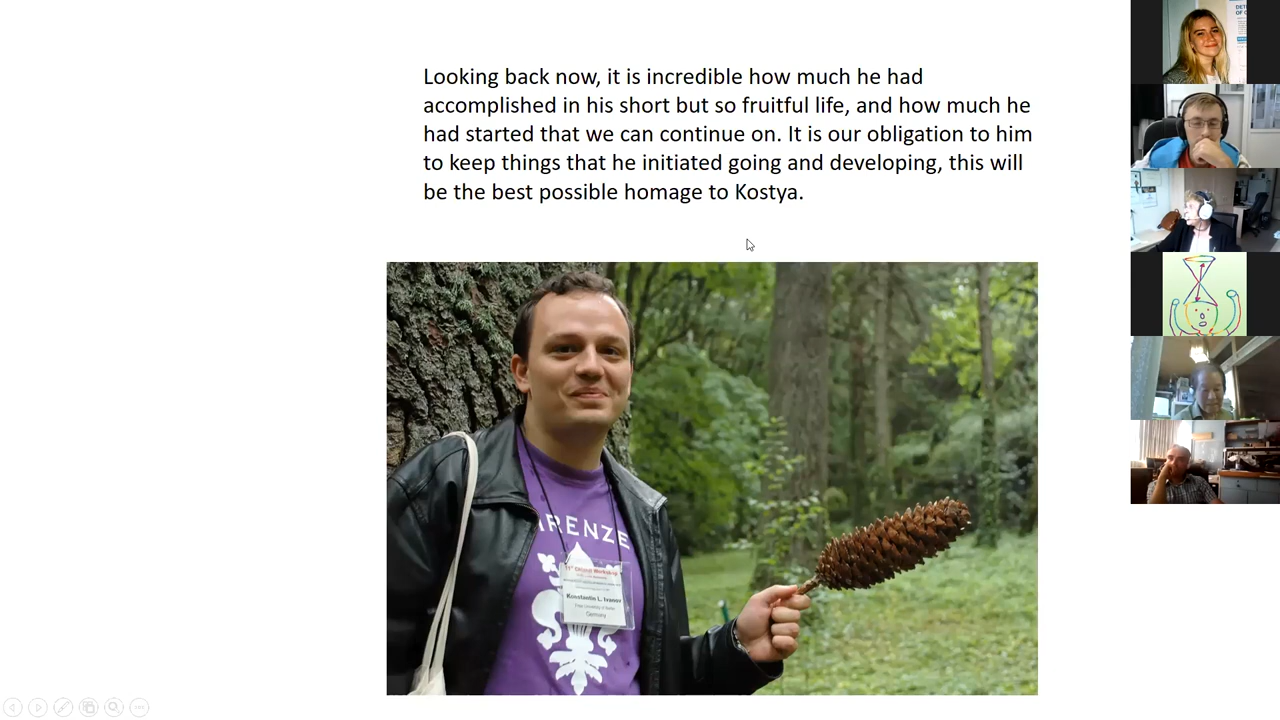 Looking back now, it is incredible how much he had
accomplished in his short but so fruitful life, and how much he
had started that we can continue on. It is our obligation to him
to keep things that he initiated going and developing, this will
be the best possible homage to Kostya.
Konstantin L. Ivanov
Germany